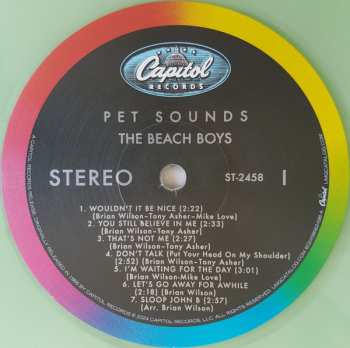 Capitol
RECORDS
PET SOUNDS
THE BEACH BOYS
STEREO
ST-2458
I
1. WOULDN'T IT BE NICE (2:22)
(Brian Wilson-Tony Asher-Mike Love)
2. YOU STILL BELIEVE IN ME (2:33)
(Brian Wilson-Tony Asher)
3. THAT'S NOT ME (2:27)
(Brian Wilson-Tony Asher)
4. DON'T TALK (Put Your Head On My Shoulder)
(2:52) (Brian Wilson-Tony Asher)
5. I'M WAITING FOR THE DAY (3:01)
(Brian Wilson-Mike Love)
6. LET'S GO AWAY FOR AWHILE
(2:18) (Brian Wilson)
7. SLOOP JOHN B (2:57)
(Arr. Brian Wilson)